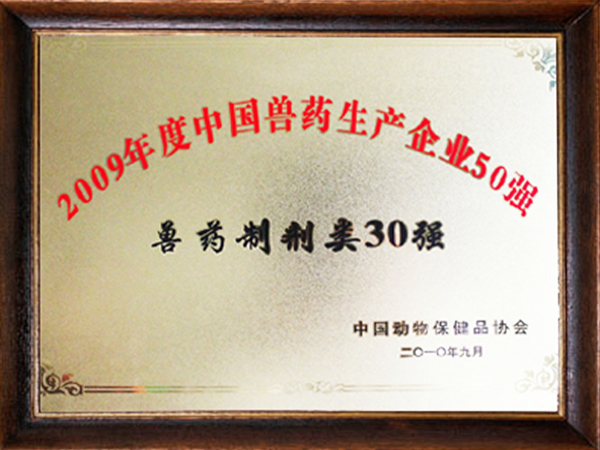 2009年度中国兽药生产企业50强
兽药制剂类30强
中国动物保健品协会
二〇一〇年九月